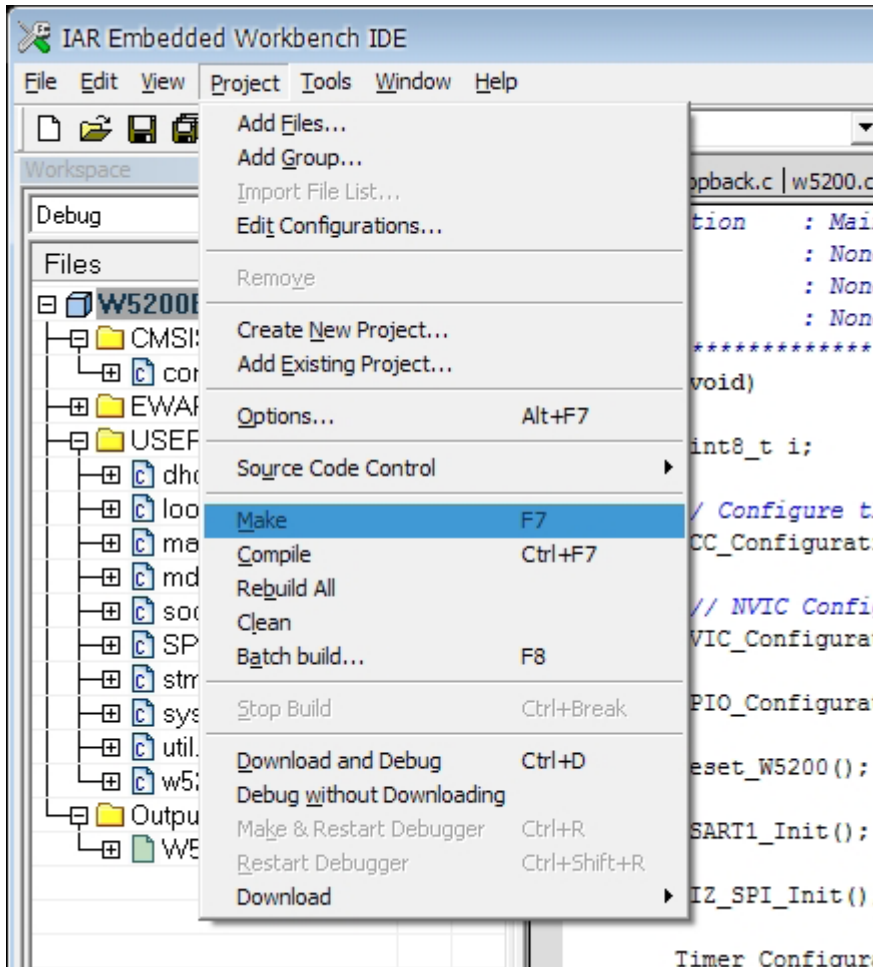 IAR Embedded Workbench IDE
File Edit View Project Tools Window Help
Workspace
Debug
Files
W5200
CMSI
EWA
USER
Outpu
Add Files...
Add Group...
Import File List...
Edit Configurations...
Remove
Create New Project...
Add Existing Project...
Options... Alt+F7
Source Code Control
Make F7
Compile Ctrl+F7
Rebuild All
Clean
Batch build... F8
Stop Build Ctrl+Break
Download and Debug Ctrl+D
Debug without Downloading
Make & Restart Debugger Ctrl+R
Restart Debugger Ctrl+Shift+R
Download
opback.c w5200.c
tion : Mai
: Non
: Non
: Non
**************
void)
int8_t i;
/ Configure t
CC_Configurat
// NVIC Confi
VIC_Configura
PIO_Configura
eset_W5200();
SART1_Init();
IZ_SPI_Init()
Timer Configura